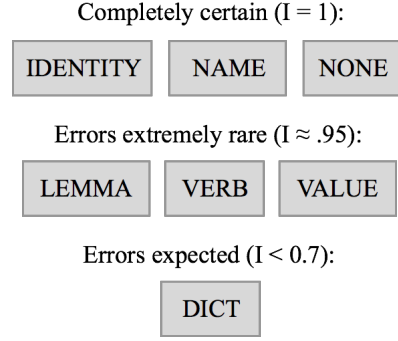 Completely certain (I = 1):
IDENTITY NAME NONE
Errors extremely rare (I ≈ .95):
LEMMA VERB VALUE
Errors expected (I < 0.7):
DICT